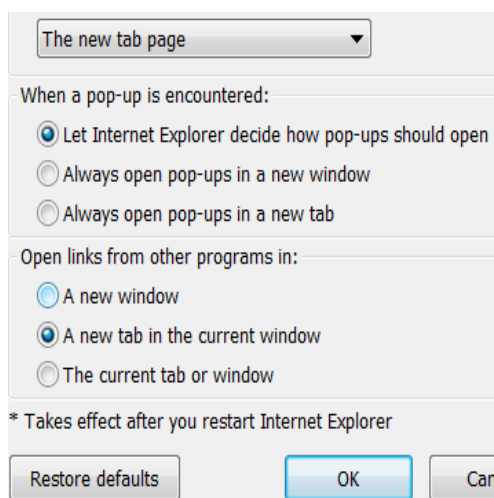 The new tab page
When a pop-up is encountered:
Let Internet Explorer decide how pop-ups should open
Always open pop-ups in a new window
Always open pop-ups in a new tab
Open links from other programs in:
A new window
A new tab in the current window
The current tab or window
* Takes effect after you restart Internet Explorer
Restore defaults OK